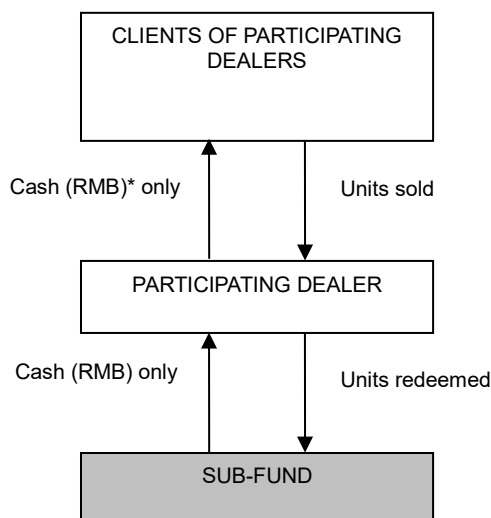 CLIENTS OF PARTICIPATING
DEALERS
Cash (RMB)* only
Units sold
PARTICIPATING DEALER
Cash (RMB) only
Units redeemed
SUB-FUND